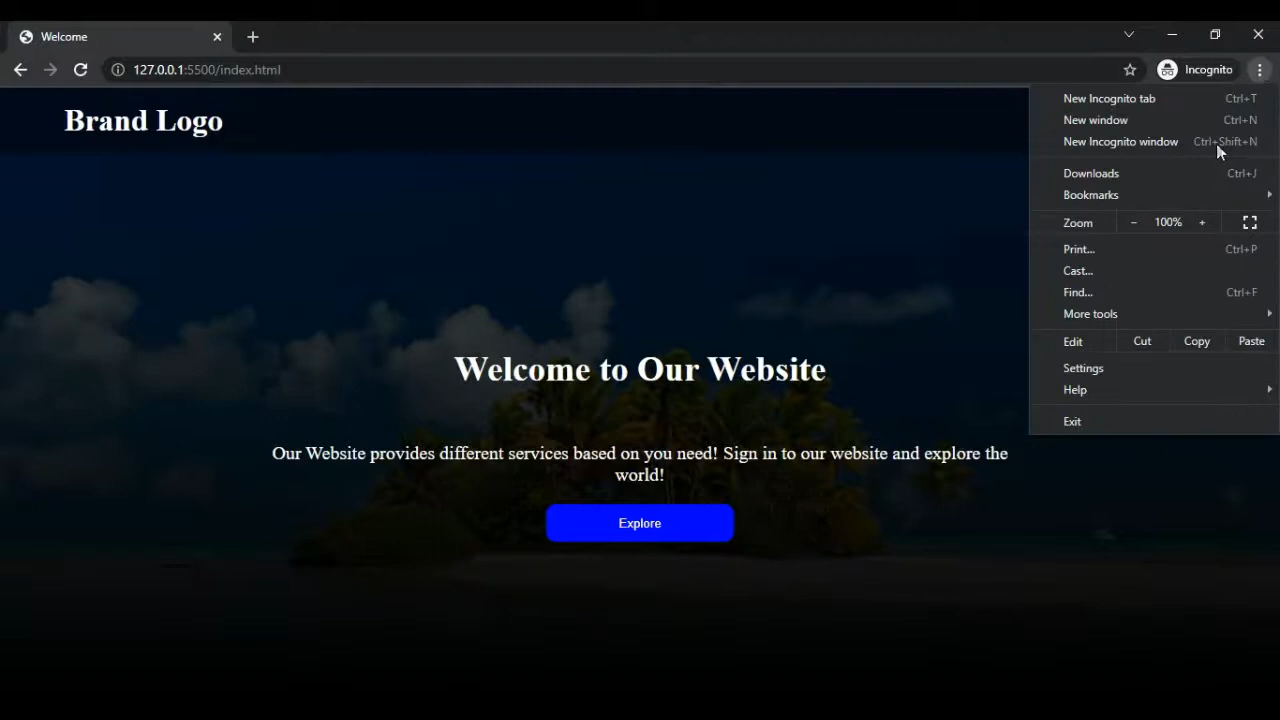 Welcome
127.0.0.1:5500/index.html
Incognito
Brand Logo
New Incognito tab Ctrl+T
New window Ctrl+N
New Incognito window Ctrl+Shift+N
Downloads Ctrl+J
Bookmarks
Zoom − 100% +
Print... Ctrl+P
Cast...
Find... Ctrl+F
More tools
Edit Cut Copy Paste
Settings
Help
Exit
Welcome to Our Website
Our Website provides different services based on you need! Sign in to our website and explore the
world!
Explore